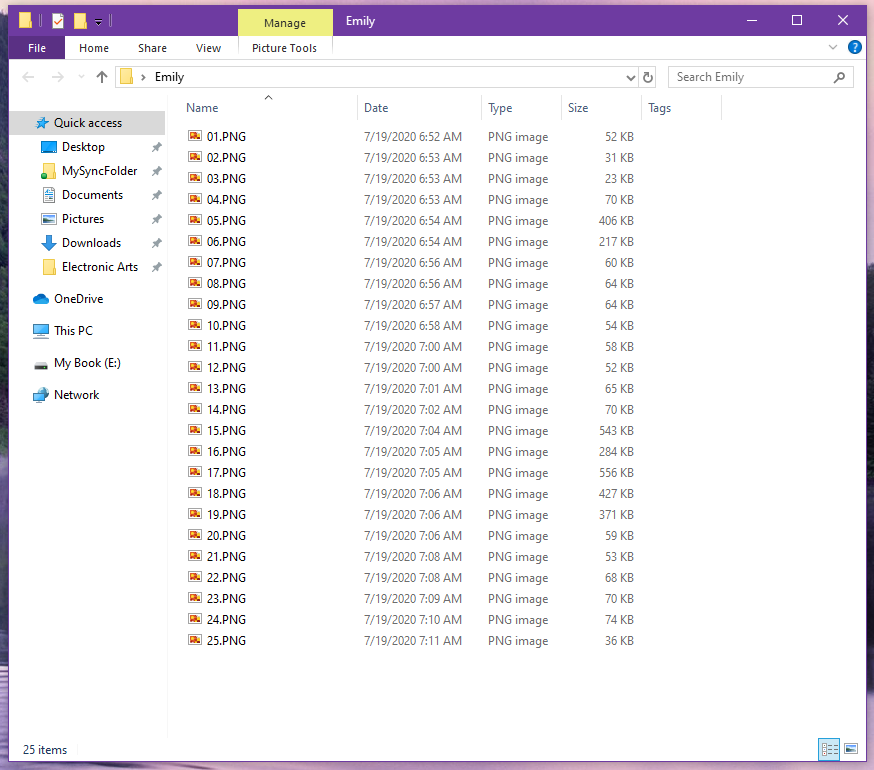 Manage
Emily
File
Home
Share
View
Picture Tools
Emily
Search Emily
Quick access
Desktop
MySyncFolder
Documents
Pictures
Downloads
Electronic Arts
OneDrive
This PC
My Book (E:)
Network
Name Date Type Size Tags
01.PNG 7/19/2020 6:52 AM PNG image 52 KB
02.PNG 7/19/2020 6:53 AM PNG image 31 KB
03.PNG 7/19/2020 6:53 AM PNG image 23 KB
04.PNG 7/19/2020 6:53 AM PNG image 70 KB
05.PNG 7/19/2020 6:54 AM PNG image 406 KB
06.PNG 7/19/2020 6:54 AM PNG image 217 KB
07.PNG 7/19/2020 6:56 AM PNG image 60 KB
08.PNG 7/19/2020 6:56 AM PNG image 64 KB
09.PNG 7/19/2020 6:57 AM PNG image 64 KB
10.PNG 7/19/2020 6:58 AM PNG image 54 KB
11.PNG 7/19/2020 7:00 AM PNG image 58 KB
12.PNG 7/19/2020 7:00 AM PNG image 52 KB
13.PNG 7/19/2020 7:01 AM PNG image 65 KB
14.PNG 7/19/2020 7:02 AM PNG image 70 KB
15.PNG 7/19/2020 7:04 AM PNG image 543 KB
16.PNG 7/19/2020 7:05 AM PNG image 284 KB
17.PNG 7/19/2020 7:05 AM PNG image 556 KB
18.PNG 7/19/2020 7:06 AM PNG image 427 KB
19.PNG 7/19/2020 7:06 AM PNG image 371 KB
20.PNG 7/19/2020 7:06 AM PNG image 59 KB
21.PNG 7/19/2020 7:08 AM PNG image 53 KB
22.PNG 7/19/2020 7:08 AM PNG image 68 KB
23.PNG 7/19/2020 7:09 AM PNG image 70 KB
24.PNG 7/19/2020 7:10 AM PNG image 74 KB
25.PNG 7/19/2020 7:11 AM PNG image 36 KB
25 items